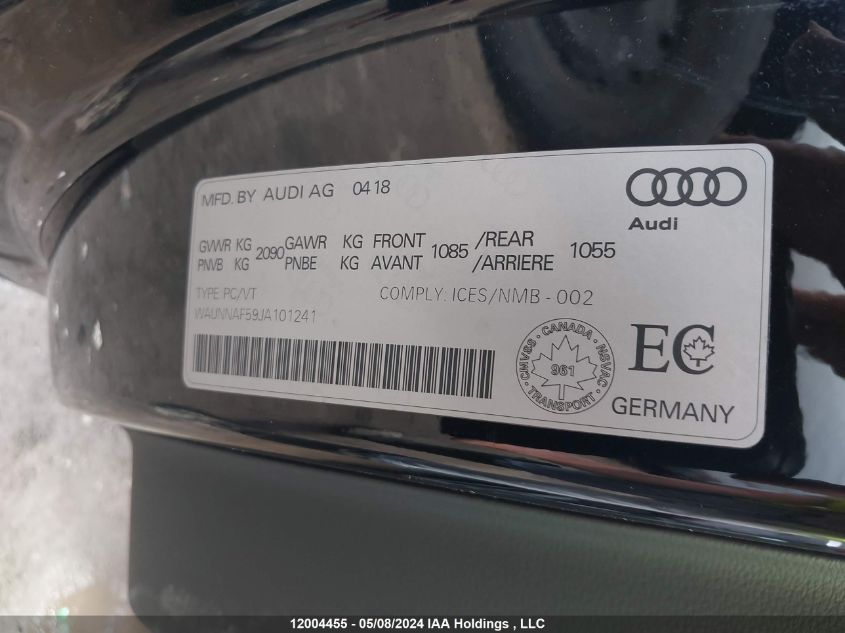 MFD. BY AUDI AG 0418
Audi
GVWR KG 2090 GAWR KG FRONT 1085 /REAR 1055
PNVB KG PNBE KG AVANT /ARRIERE
TYPE: PC/VT COMPLY: ICES/NMB - 002
WAUNNAF59JA101241
CANADA
CMVSS NSVAC
961
TRANSPORT
EC
GERMANY
12004455 - 05/08/2024 IAA Holdings , LLC